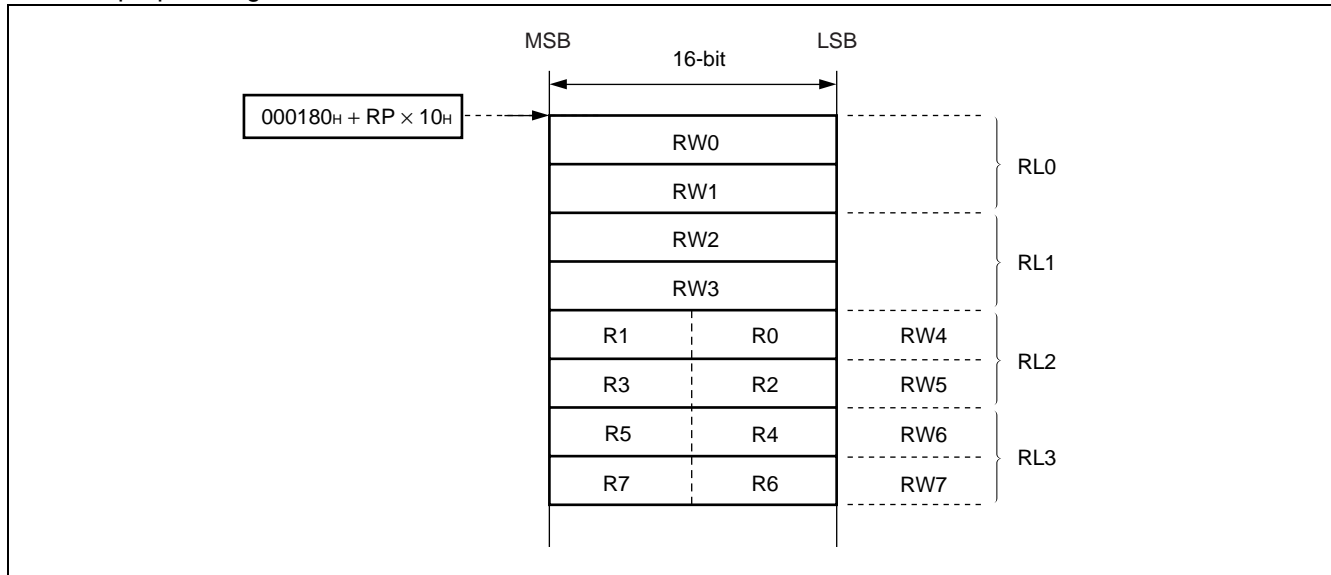 MSB
LSB
16-bit
000180H + RP × 10H
RW0
RL0
RW1
RW2
RL1
RW3
R1
R0
RW4
RL2
R3
R2
RW5
R5
R4
RW6
RL3
R7
R6
RW7